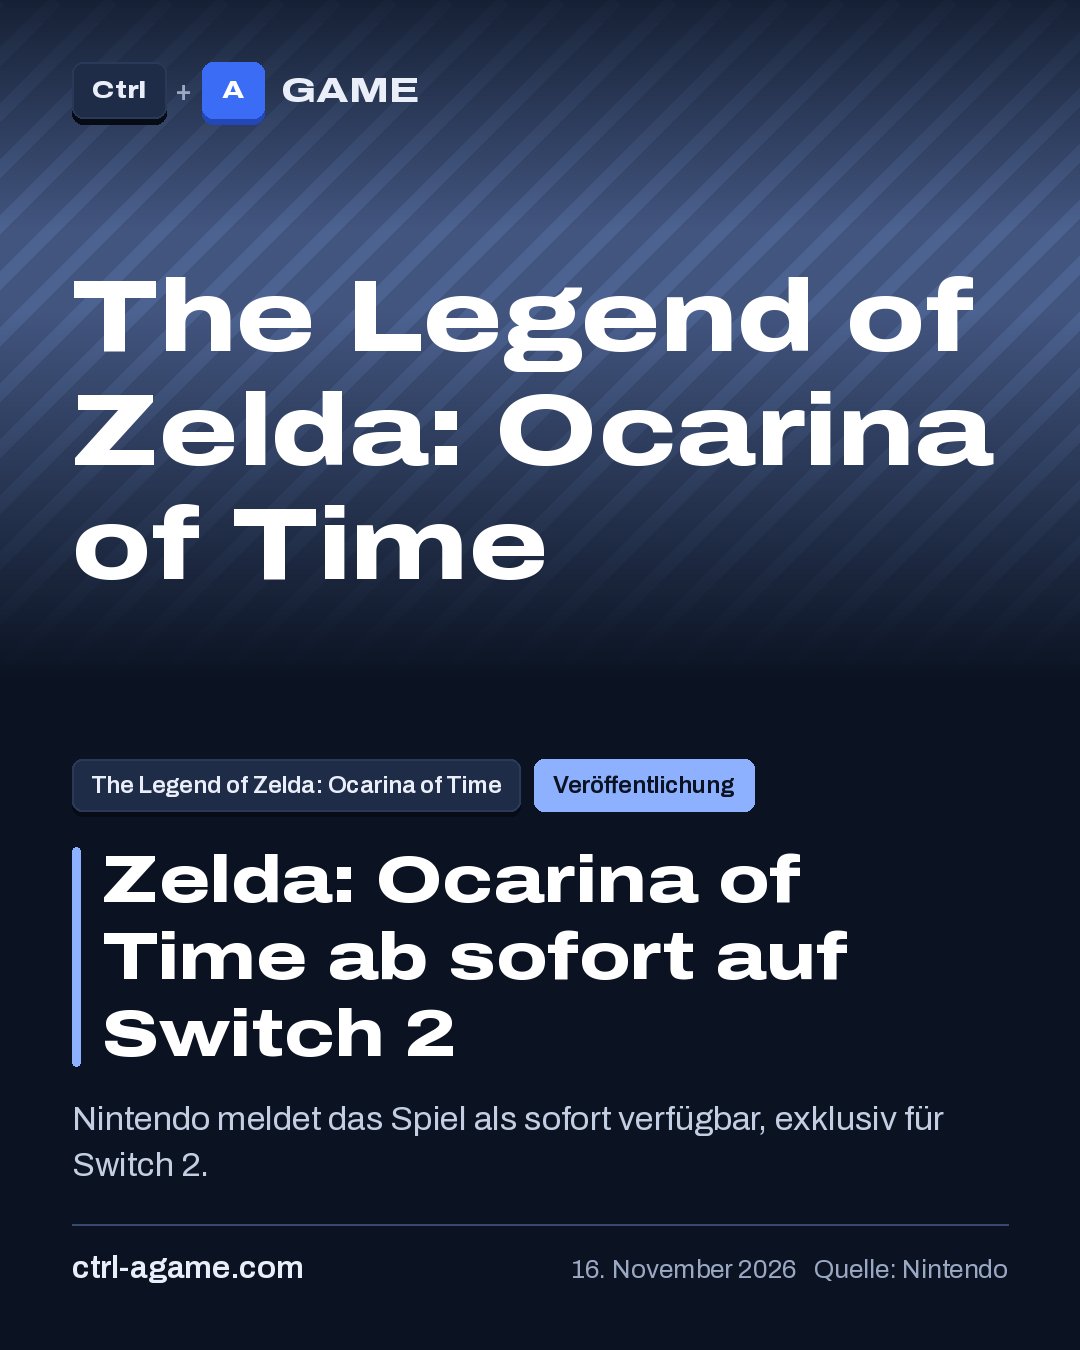 Ctrl + A GAME
The Legend of
Zelda: Ocarina
of Time
The Legend of Zelda: Ocarina of Time Veröffentlichung
Zelda: Ocarina of
Time ab sofort auf
Switch 2
Nintendo meldet das Spiel als sofort verfügbar, exklusiv für
Switch 2.
ctrl-agame.com 16. November 2026 Quelle: Nintendo